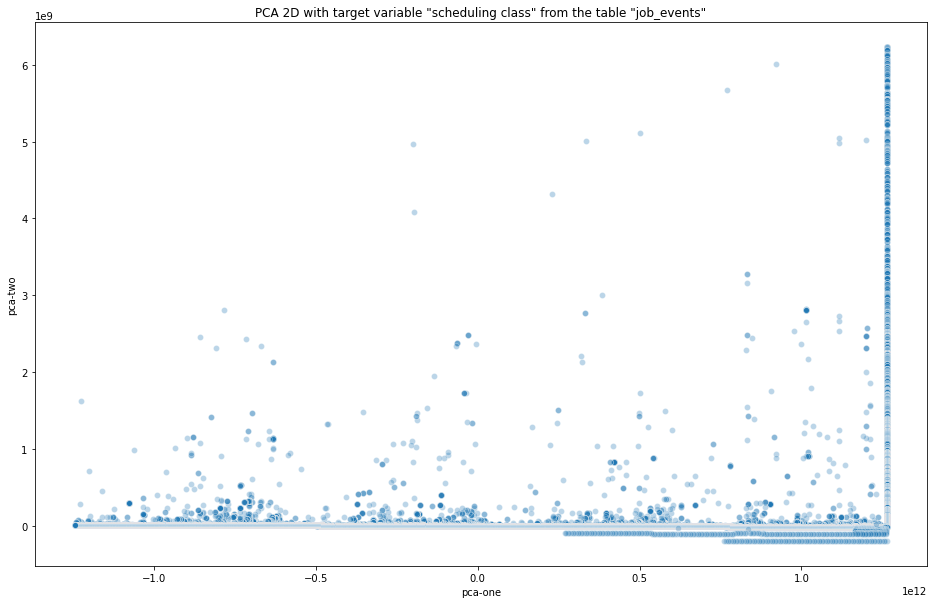 PCA 2D with target variable "scheduling class" from the table "job_events"
1e9
6
5
4
3
2
1
0
pca-two
−1.0 −0.5 0.0 0.5 1.0
1e12
pca-one